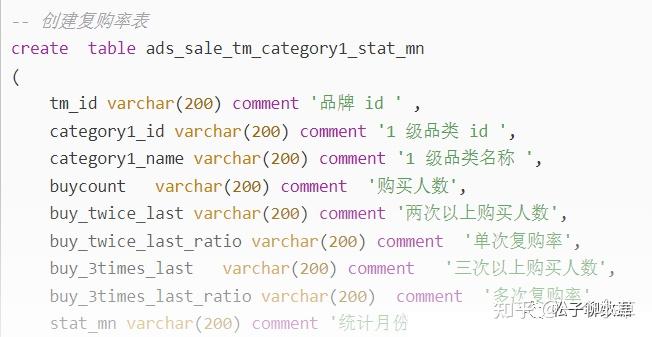 -- 创建复购率表
create  table ads_sale_tm_category1_stat_mn
(
    tm_id varchar(200) comment '品牌 id ' ,
    category1_id varchar(200) comment '1 级品类 id ',
    category1_name varchar(200) comment '1 级品类名称 ',
    buycount   varchar(200) comment  '购买人数',
    buy_twice_last varchar(200) comment '两次以上购买人数',
    buy_twice_last_ratio varchar(200) comment  '单次复购率',
    buy_3times_last   varchar(200) comment   '三次以上购买人数',
    buy_3times_last_ratio varchar(200)  comment  '多次复购率
    stat_mn varchar(200) comment '统计月份
知乎 @松子聊数据